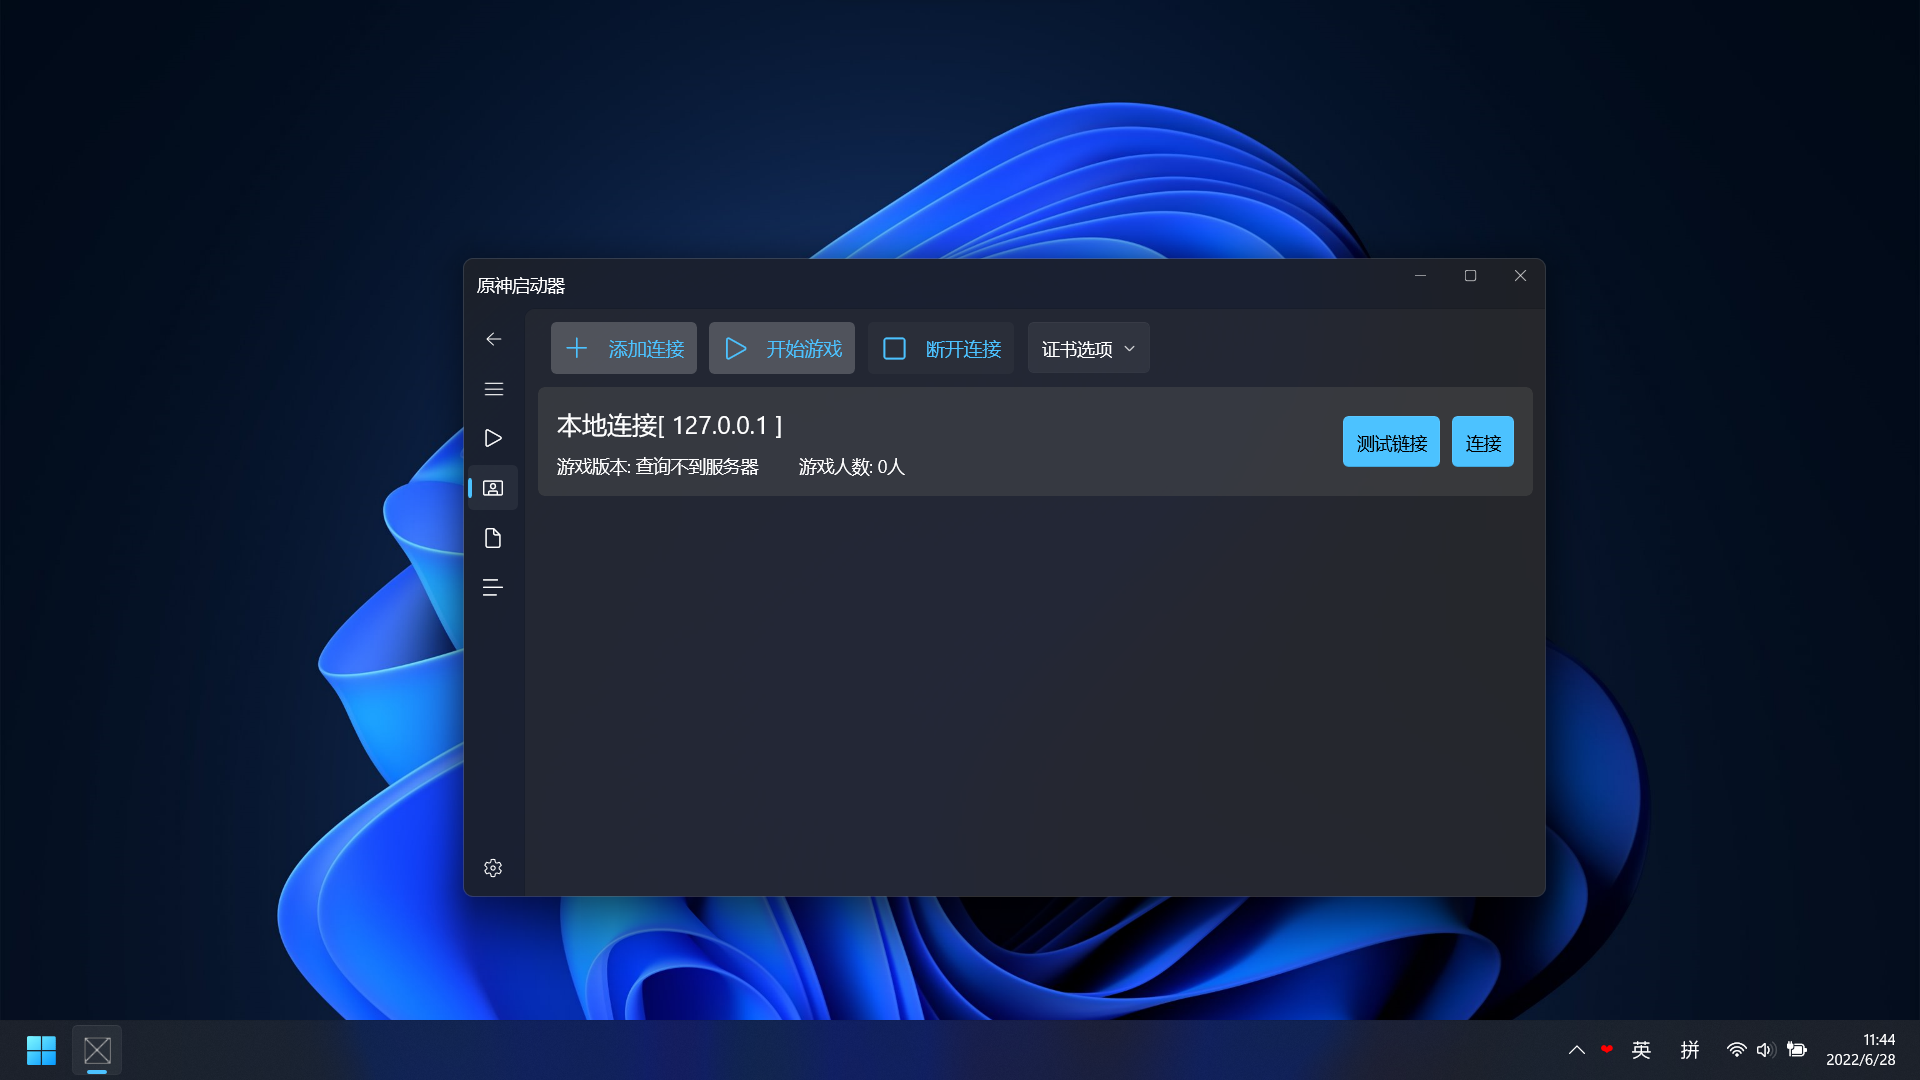 原神启动器
添加连接
开始游戏
断开连接
证书选项
本地连接[ 127.0.0.1 ]
游戏版本: 查询不到服务器 游戏人数: 0人
测试链接
连接
英
拼
11:44
2022/6/28